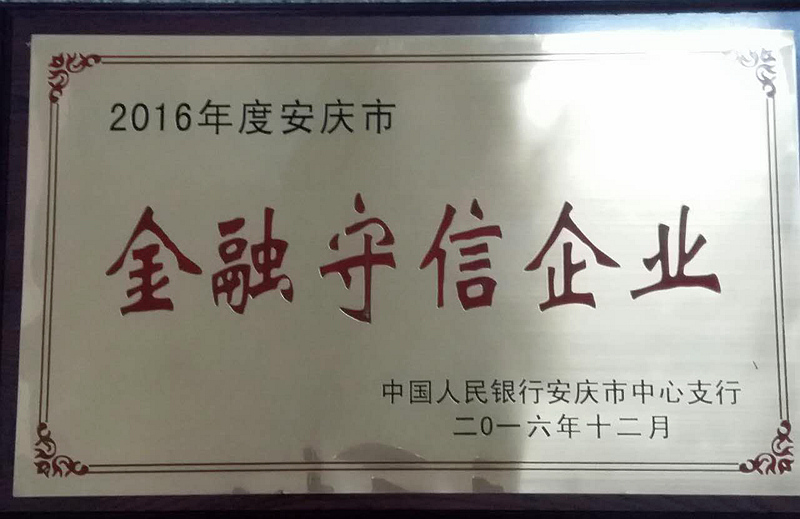 2016年度安庆市
金融守信企业
中国人民银行安庆市中心支行
二0一六年十二月